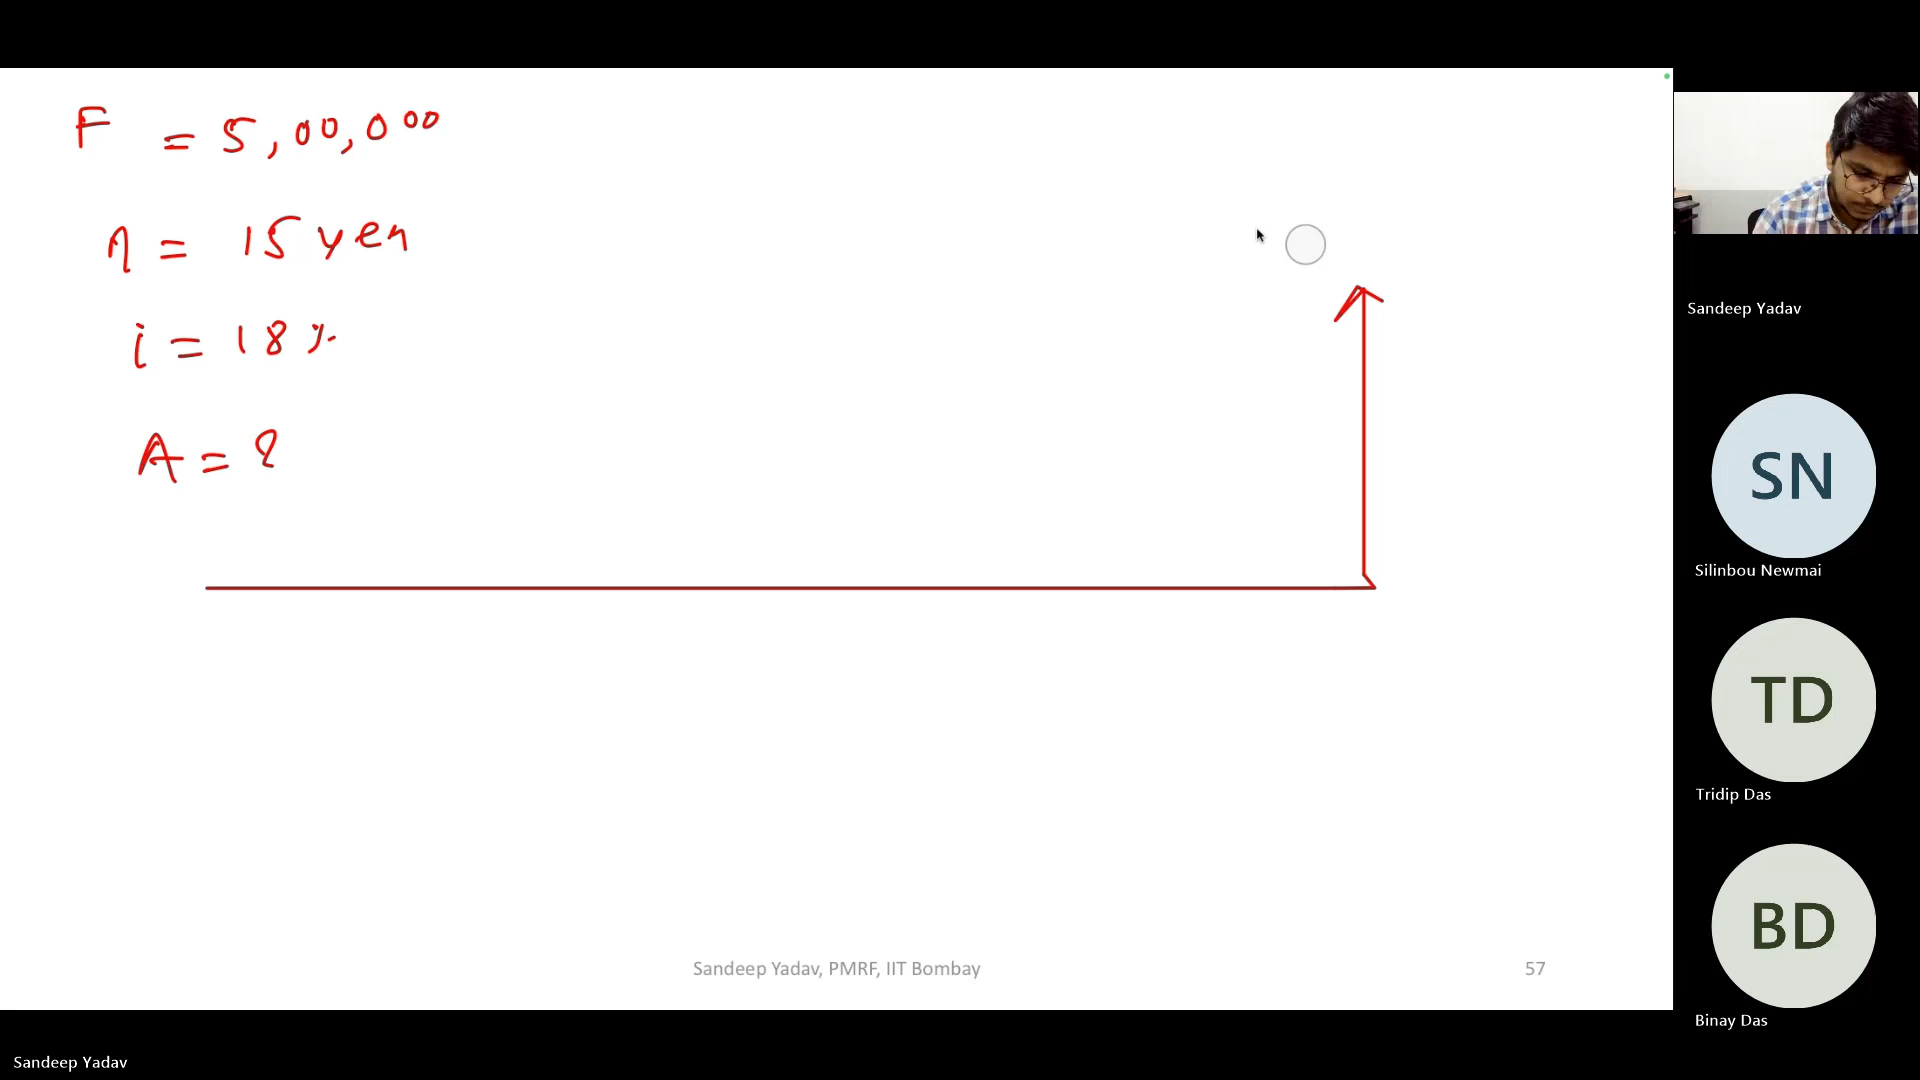 F = 5,00,000
n = 15 yer
i = 18 %
A = ?
Sandeep Yadav, PMRF, IIT Bombay
57
Sandeep Yadav
SN
Silinbou Newmai
TD
Tridip Das
BD
Binay Das
Sandeep Yadav